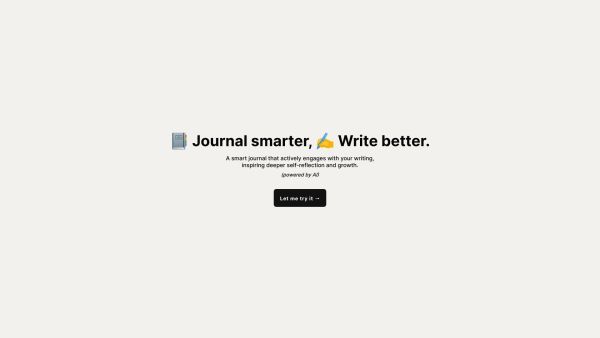 📔 Journal smarter, ✍️ Write better.
A smart journal that actively engages with your writing,
inspiring deeper self-reflection and growth.
(powered by AI)
Let me try it →